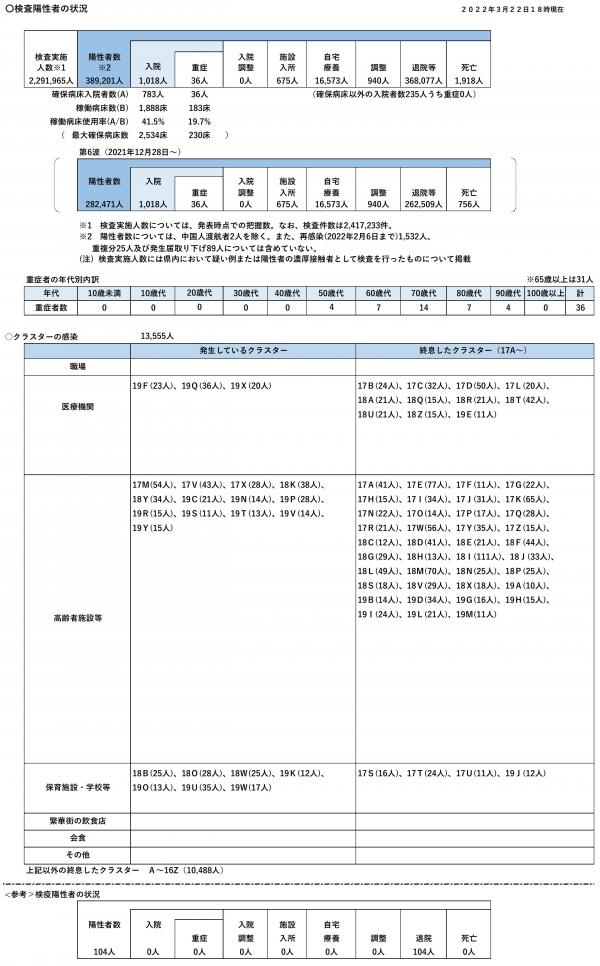 〇検査陽性者の状況
２０２２年３月２２日１８時現在
検査実施人数※1 陽性者数※2 入院 重症 入院調整 施設入所 自宅療養 調整 退院等 死亡
2,291,965人 389,201人 1,018人 36人 0人 675人 16,573人 940人 368,077人 1,918人
確保病床入院者数(A) 783人 36人 （確保病床以外の入院者数235人うち重症0人）
稼働病床数(B) 1,888床 183床
稼働病床使用率(A/B) 41.5% 19.7%
（ 最大確保病床数 2,534床 230床 ）
第6波（2021年12月28日～）
陽性者数 入院 重症 入院調整 施設入所 自宅療養 調整 退院等 死亡
282,471人 1,018人 36人 0人 675人 16,573人 940人 262,509人 756人
※1 検査実施人数については、発表時点での把握数。なお、検査件数は2,417,233件。
※2 陽性者数については、中国人渡航者2人を除く。また、再感染(2022年2月6日まで)1,532人、
重複分25人及び発生届取り下げ89人については含めていない。
(注) 検査実施人数には県内において疑い例または陽性者の濃厚接触者として検査を行ったものについて掲載
重症者の年代別内訳 ※65歳以上は31人
年代 10歳未満 10歳代 20歳代 30歳代 40歳代 50歳代 60歳代 70歳代 80歳代 90歳代 100歳以上 計
重症者数 0 0 0 0 0 4 7 14 7 4 0 36
○クラスターの感染 13,555人
発生しているクラスター 終息したクラスター（17A～）
職場
医療機関
19F(23人)、19Q(36人)、19X(20人)
17B(24人)、17C(32人)、17D(50人)、17L(20人)、
18A(21人)、18Q(15人)、18R(21人)、18T(42人)、
18U(21人)、18Z(15人)、19E(11人)
高齢者施設等
17M(54人)、17V(43人)、17X(28人)、18K(38人)、
18Y(34人)、19C(21人)、19N(14人)、19P(28人)、
19R(15人)、19S(11人)、19T(13人)、19V(14人)、
19Y(15人)
17A(41人)、17E(77人)、17F(11人)、17G(22人)、
17H(15人)、17I(34人)、17J(31人)、17K(65人)、
17N(22人)、17O(14人)、17P(17人)、17Q(28人)、
17R(21人)、17W(56人)、17Y(35人)、17Z(15人)、
18C(12人)、18D(41人)、18E(21人)、18F(44人)、
18G(29人)、18H(13人)、18I(111人)、18J(33人)、
18L(49人)、18M(70人)、18N(25人)、18P(25人)、
18S(18人)、18V(29人)、18X(18人)、19A(10人)、
19B(14人)、19D(34人)、19G(16人)、19H(15人)、
19I(24人)、19L(21人)、19M(11人)
保育施設・学校等
18B(25人)、18O(28人)、18W(25人)、19K(12人)、
19O(13人)、19U(35人)、19W(17人)
17S(16人)、17T(24人)、17U(11人)、19J(12人)
繁華街の飲食店
会食
その他
上記以外の終息したクラスター A～16Z（10,488人）
<参考>検疫陽性者の状況
陽性者数 入院 重症 入院調整 施設入所 自宅療養 調整 退院 死亡
104人 0人 0人 0人 0人 0人 0人 104人 0人